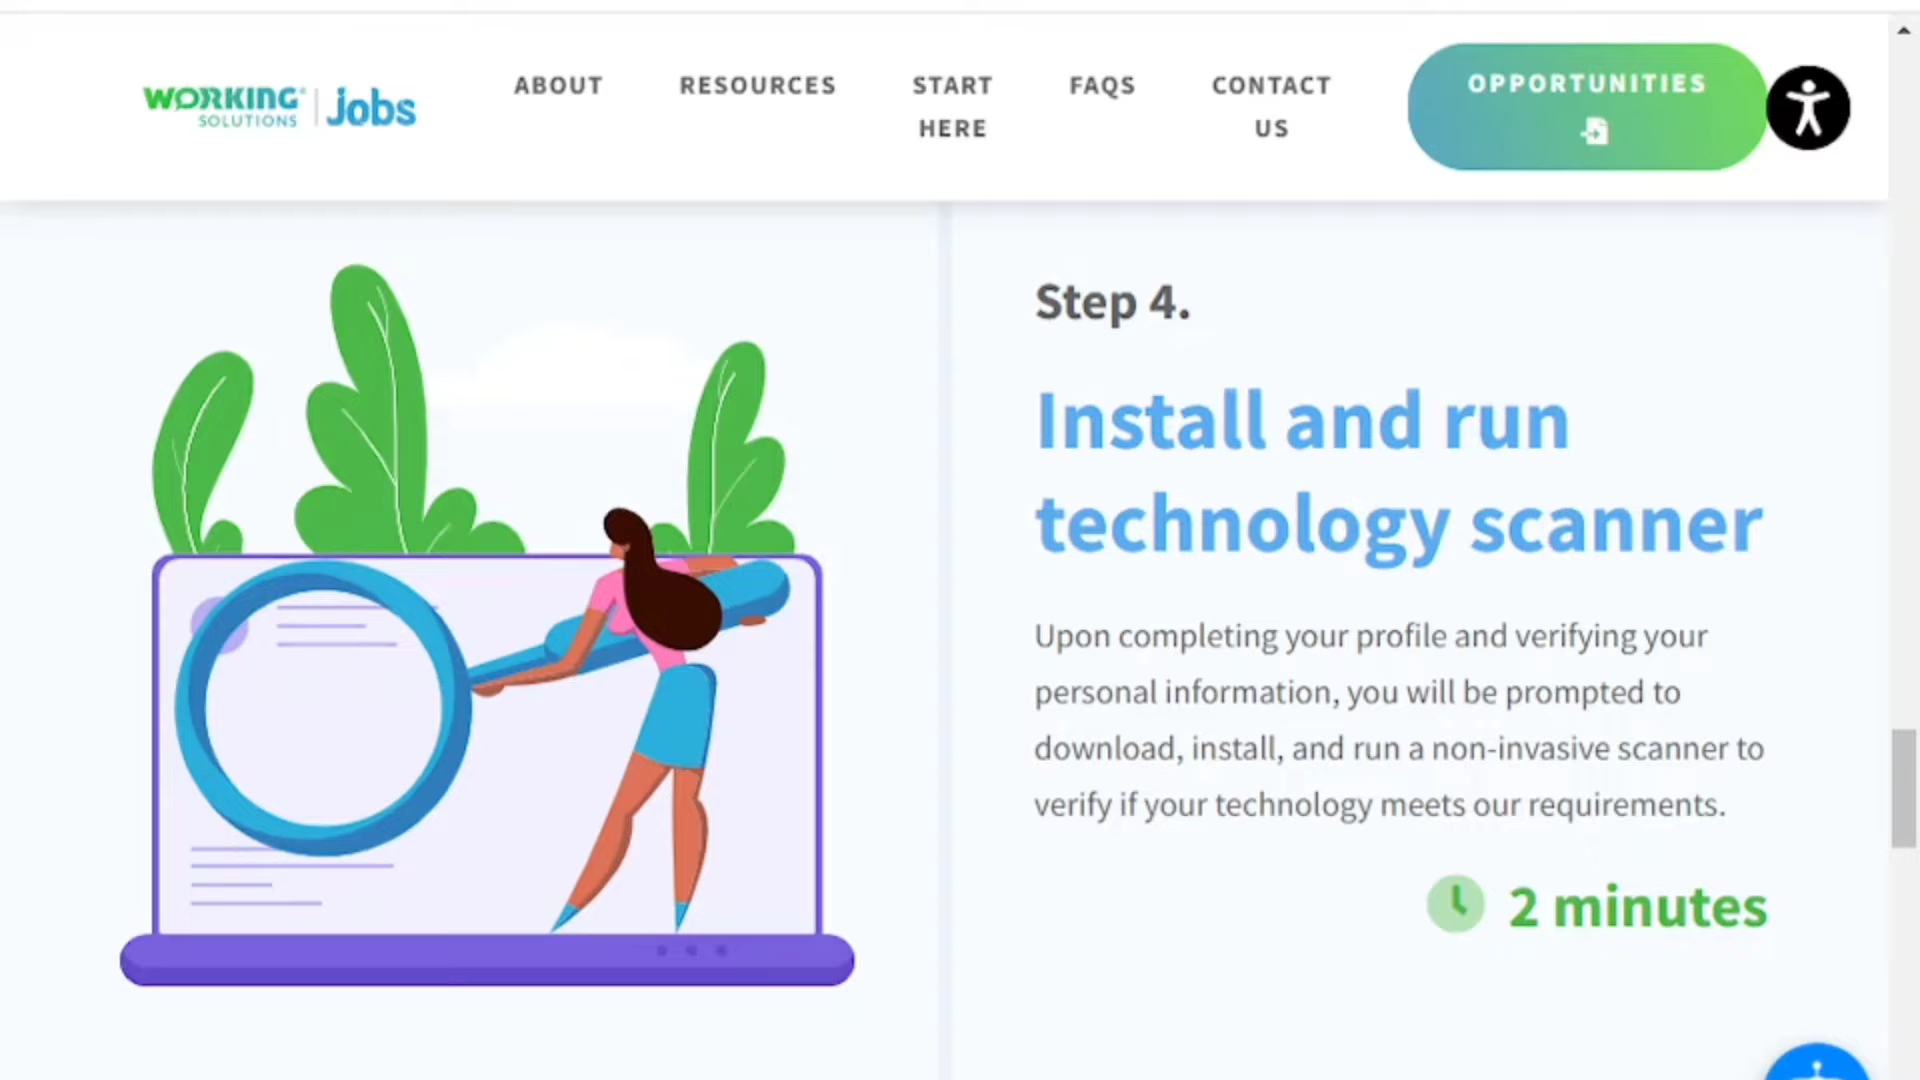 WORKING
SOLUTIONS
jobs
ABOUT
RESOURCES
START
HERE
FAQS
CONTACT
US
OPPORTUNITIES
Step 4.
Install and run
technology scanner
Upon completing your profile and verifying your
personal information, you will be prompted to
download, install, and run a non-invasive scanner to
verify if your technology meets our requirements.
2 minutes